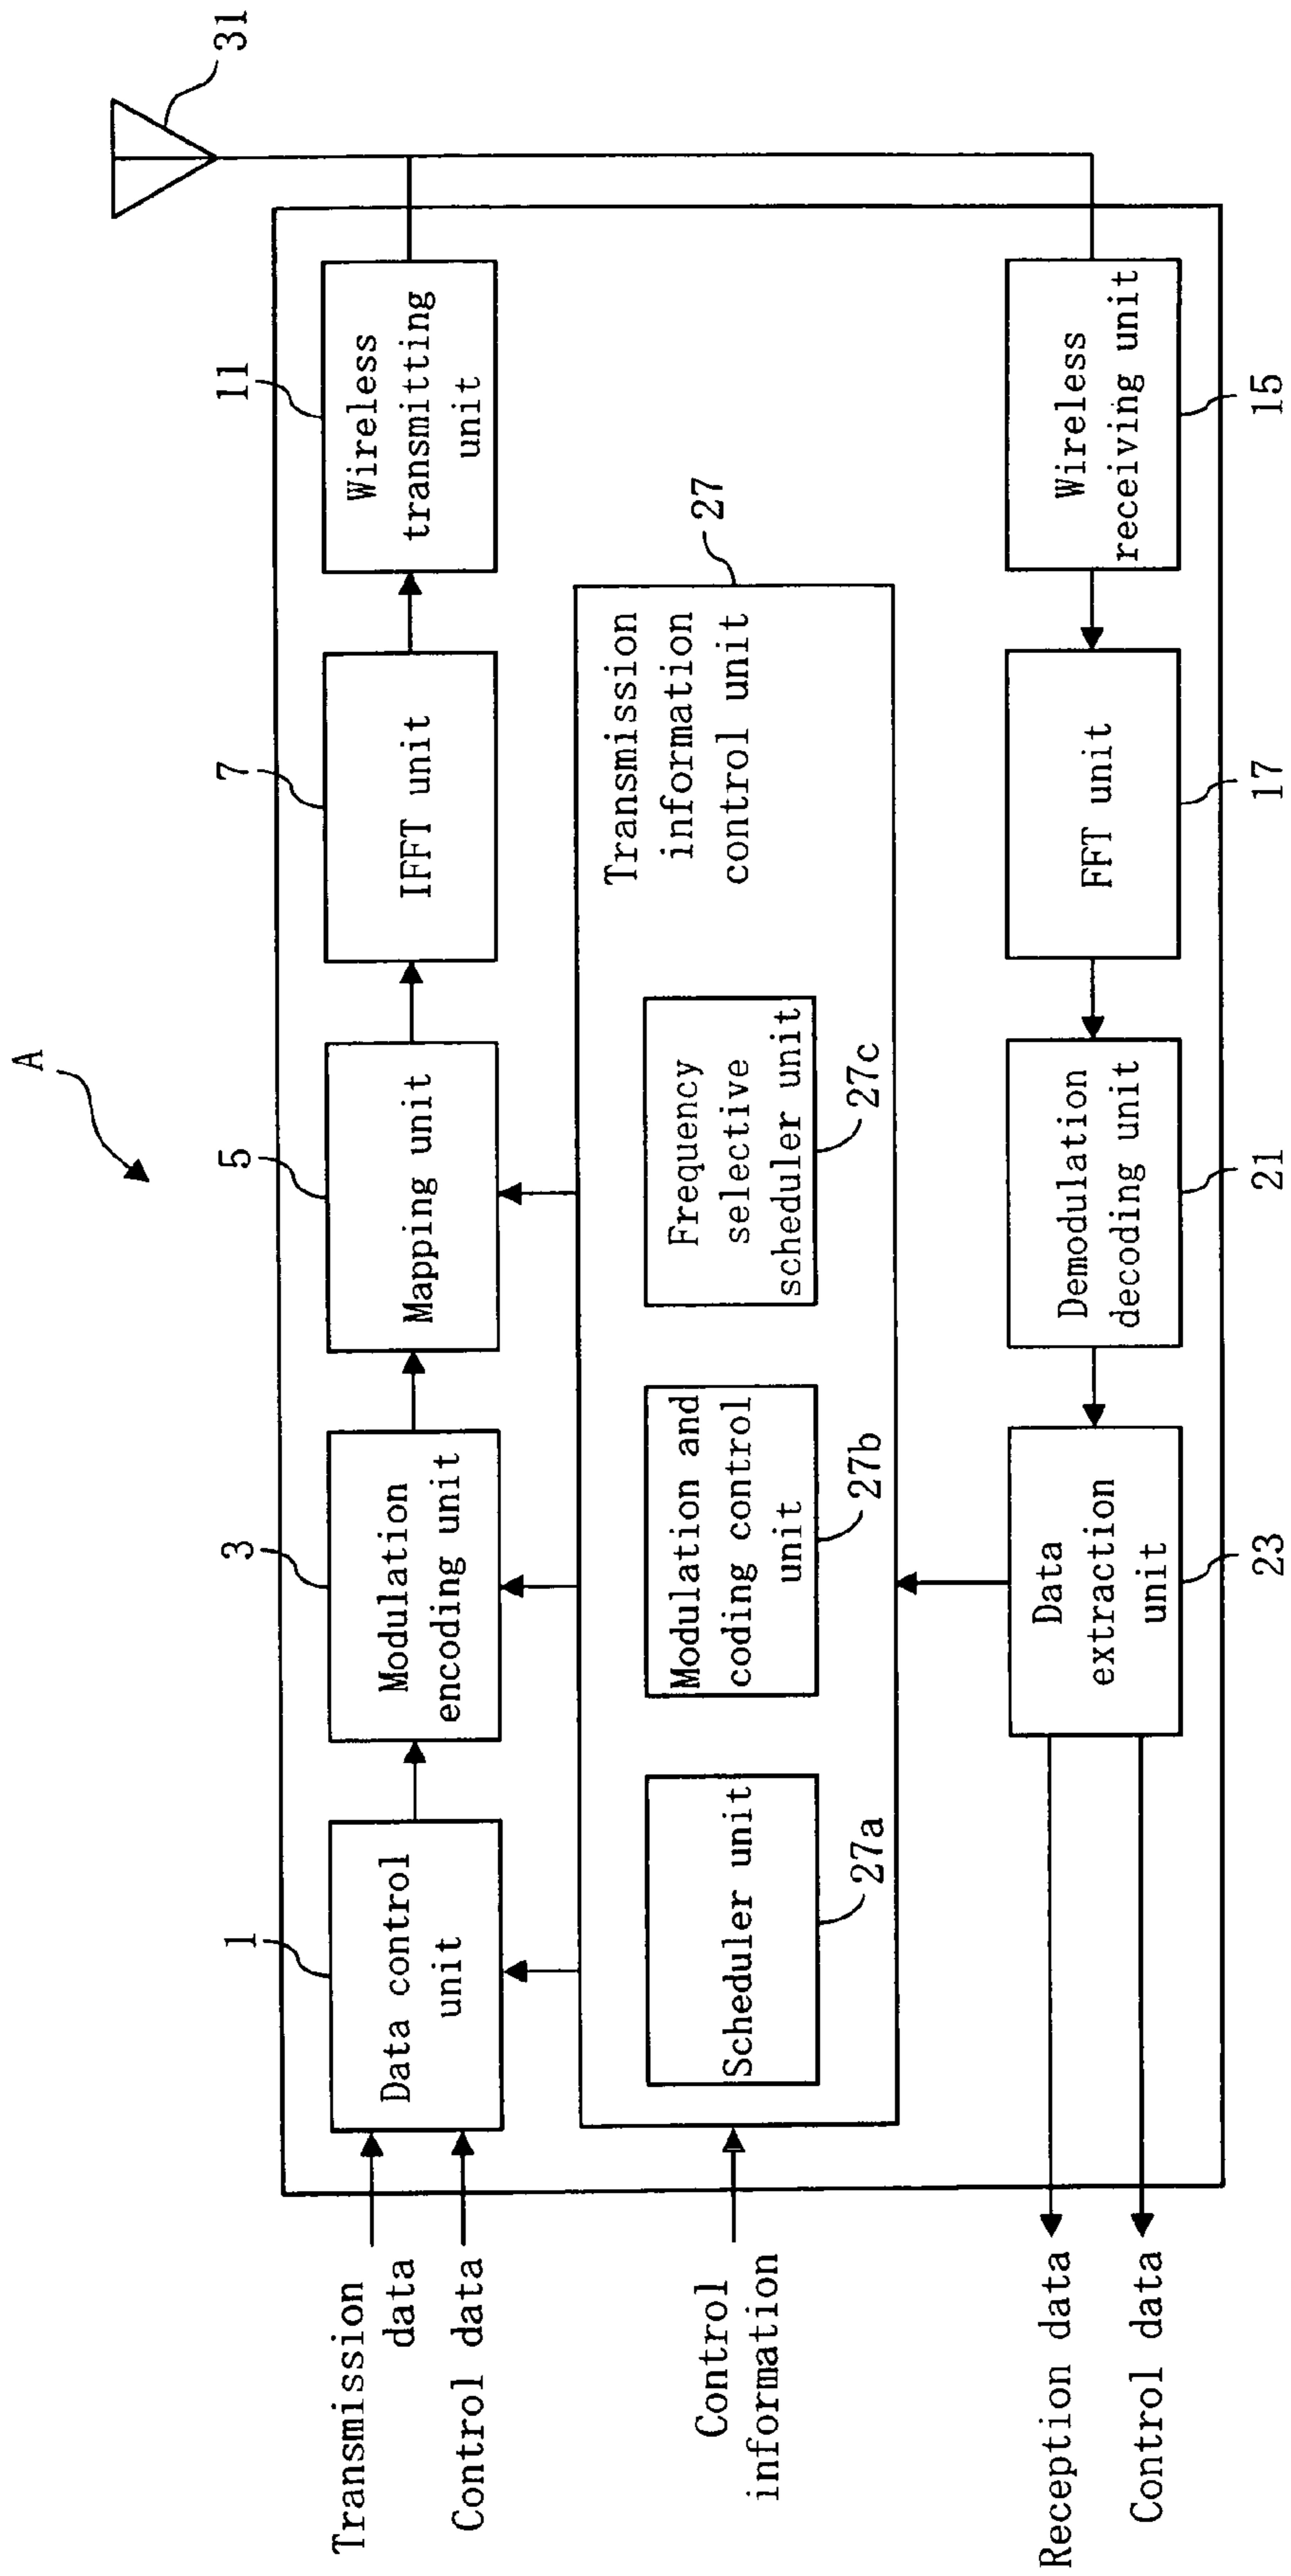 A
31
1
3
5
7
11
Transmission
data
Control data
Data control
unit
Modulation
encoding unit
Mapping unit
IFFT unit
Wireless
transmitting
unit
Control
information
Scheduler unit
27a
Modulation and
coding control
unit
27b
Frequency
selective
scheduler unit
27c
Transmission
information
control unit
27
Reception data
Control data
Data
extraction
unit
Demodulation
decoding unit
FFT unit
Wireless
receiving unit
23
21
17
15